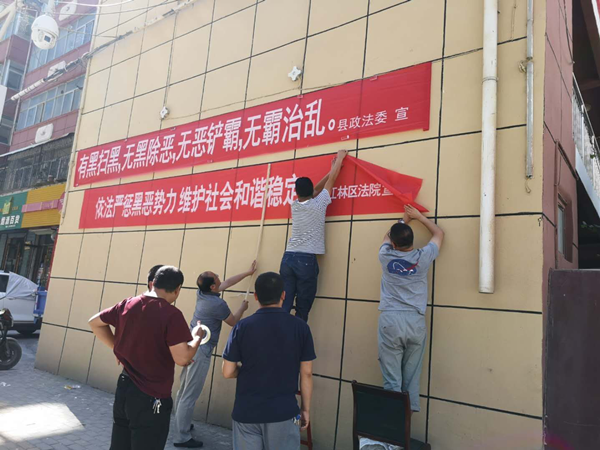 有黑扫黑,无黑除恶,无恶铲霸,无霸治乱。县政法委 宣
依法严惩黑恶势力 维护社会和谐稳定 江林区法院宣